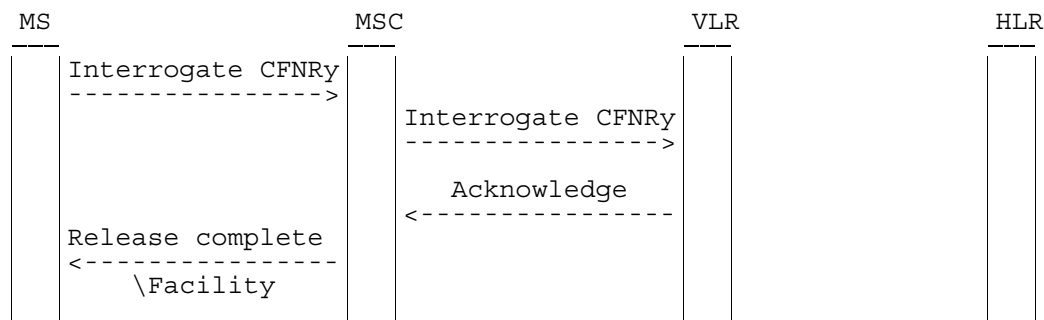 MS MSC VLR HLR
Interrogate CFNRy
---------------->
Interrogate CFNRy
---------------->
Acknowledge
<-----------------
Release complete
<----------------
\Facility